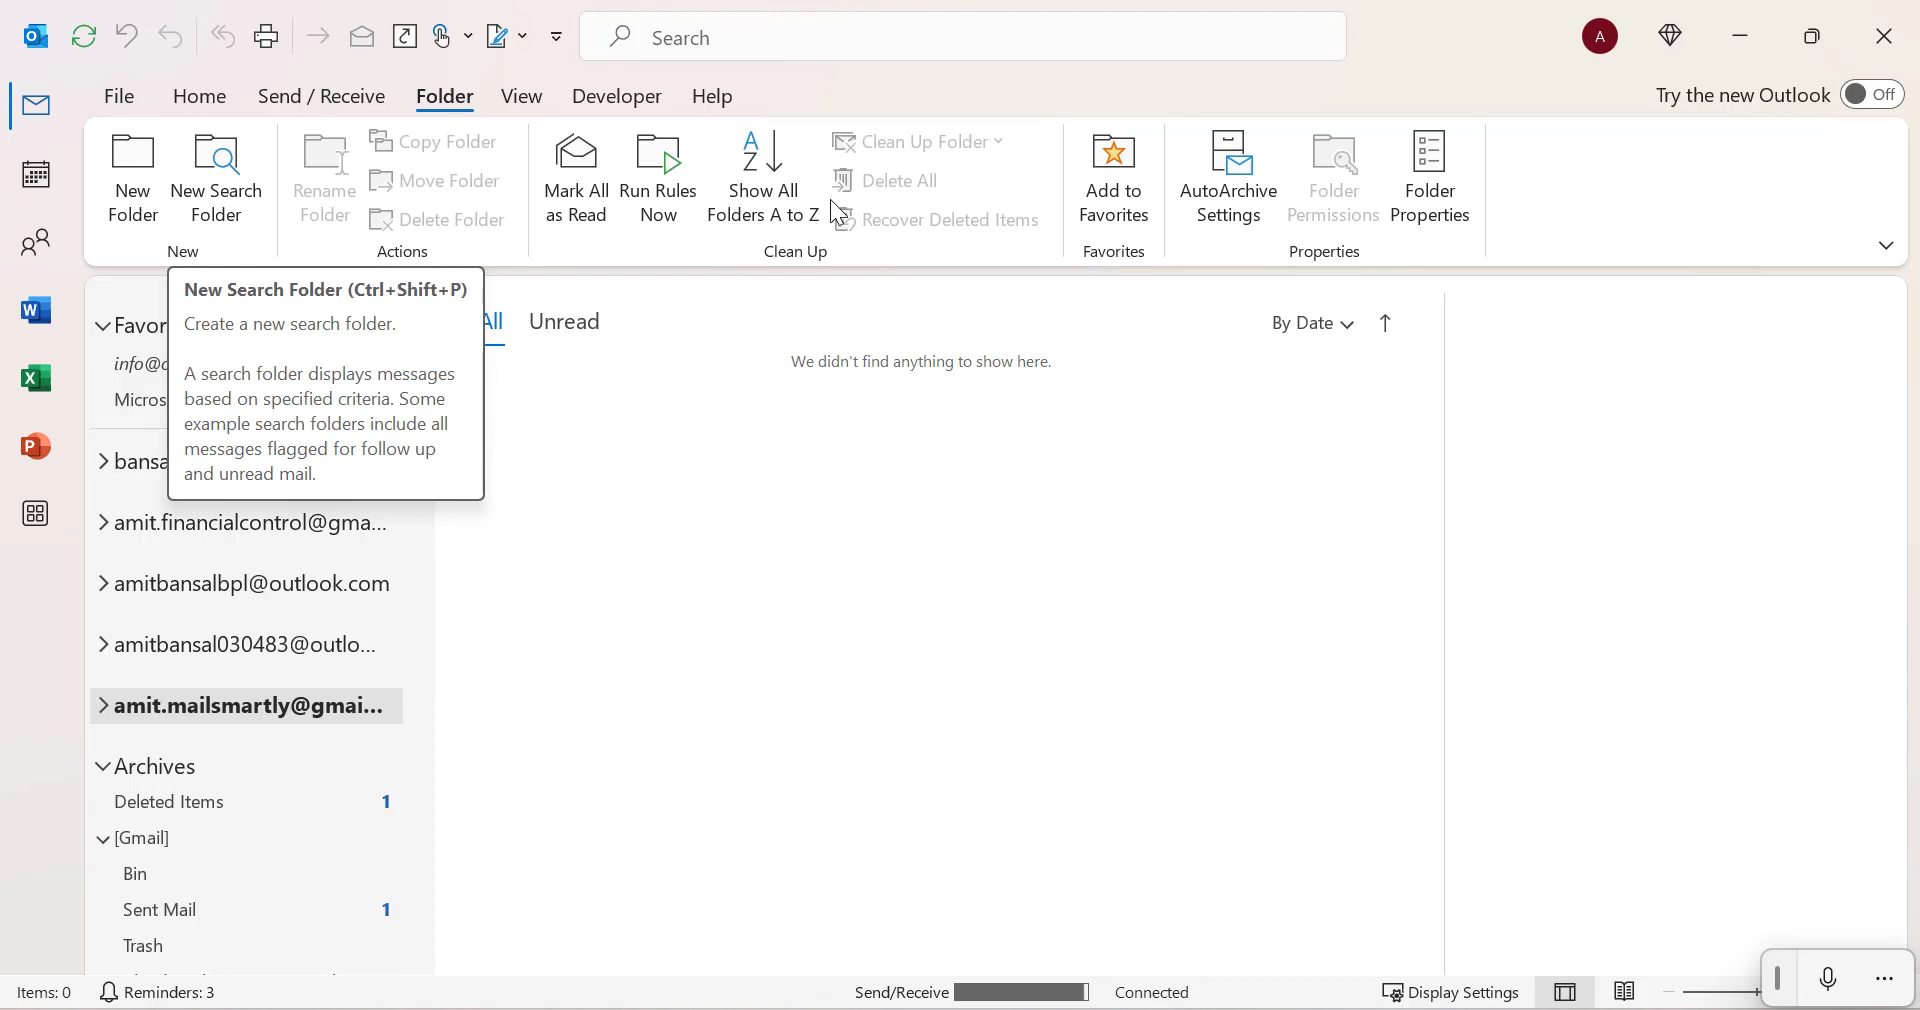 Search
A
File Home Send / Receive Folder View Developer Help
Try the new Outlook Off
New Folder
New Search Folder
New
Rename Folder
Copy Folder
Move Folder
Delete Folder
Actions
Mark All as Read
Run Rules Now
Show All Folders A to Z
Clean Up Folder
Delete All
Recover Deleted Items
Clean Up
Add to Favorites
Favorites
AutoArchive Settings
Folder Permissions
Folder Properties
Properties
New Search Folder (Ctrl+Shift+P)
Create a new search folder.
A search folder displays messages
based on specified criteria. Some
example search folders include all
messages flagged for follow up
and unread mail.
All Unread
By Date
We didn't find anything to show here.
Favor
info@
Micros
bansa
amit.financialcontrol@gma...
amitbansalbpl@outlook.com
amitbansal030483@outlo...
amit.mailsmartly@gmai...
Archives
Deleted Items 1
[Gmail]
Bin
Sent Mail 1
Trash
Items: 0 Reminders: 3
Send/Receive Connected
Display Settings